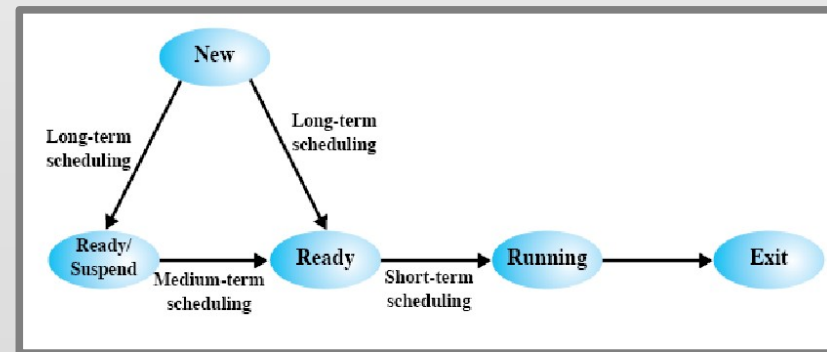 New
Long-term
scheduling
Long-term
scheduling
Ready/
Suspend
Medium-term
scheduling
Ready
Short-term
scheduling
Running
Exit